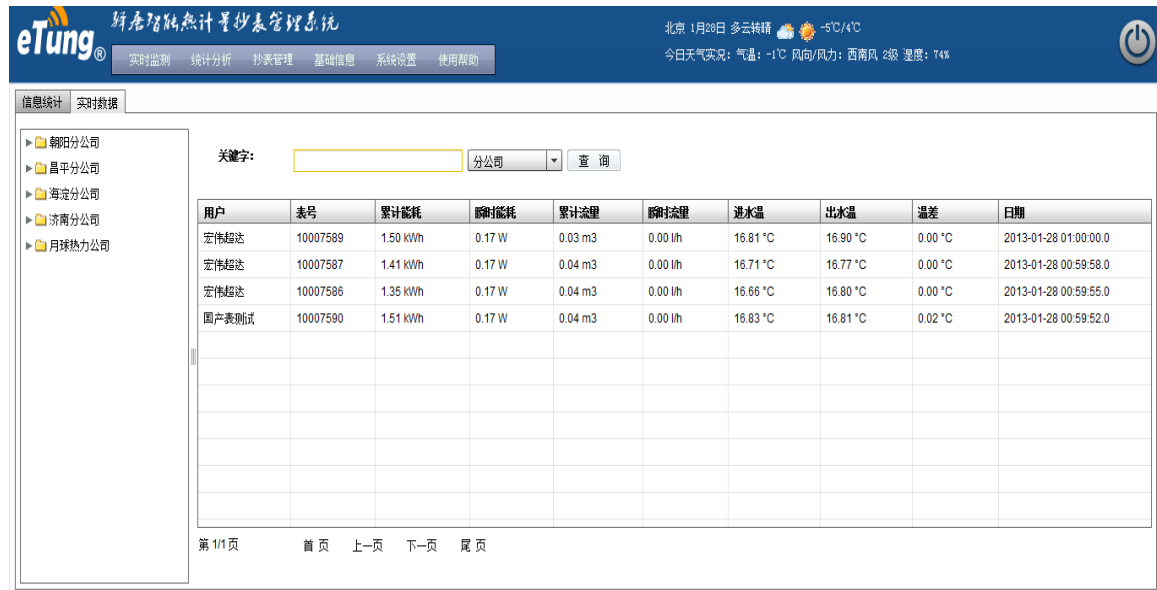 eTung®
驿唐智能热计量抄表管理系统
北京 1月28日 多云转晴 -5℃/4℃
实时监测 统计分析 抄表管理 基础信息 系统设置 使用帮助
今日天气实况：气温：-1℃ 风向/风力：西南风 2级 湿度：74%
信息统计 实时数据
朝阳分公司
昌平分公司
海淀分公司
济南分公司
月球热力公司
关键字： 分公司 查 询
用户 表号 累计能耗 瞬时能耗 累计流里 瞬时流里 进水温 出水温 温差 日期
宏伟超达 10007589 1.50 kWh 0.17 W 0.03 m3 0.00 l/h 16.81 °C 16.90 °C 0.00 °C 2013-01-28 01:00:00.0
宏伟超达 10007587 1.41 kWh 0.17 W 0.04 m3 0.00 l/h 16.71 °C 16.77 °C 0.00 °C 2013-01-28 00:59:58.0
宏伟超达 10007586 1.35 kWh 0.17 W 0.04 m3 0.00 l/h 16.66 °C 16.80 °C 0.00 °C 2013-01-28 00:59:55.0
国产表测试 10007590 1.51 kWh 0.17 W 0.04 m3 0.00 l/h 16.83 °C 16.81 °C 0.02 °C 2013-01-28 00:59:52.0
第 1/1 页 首 页 上一页 下一页 尾 页